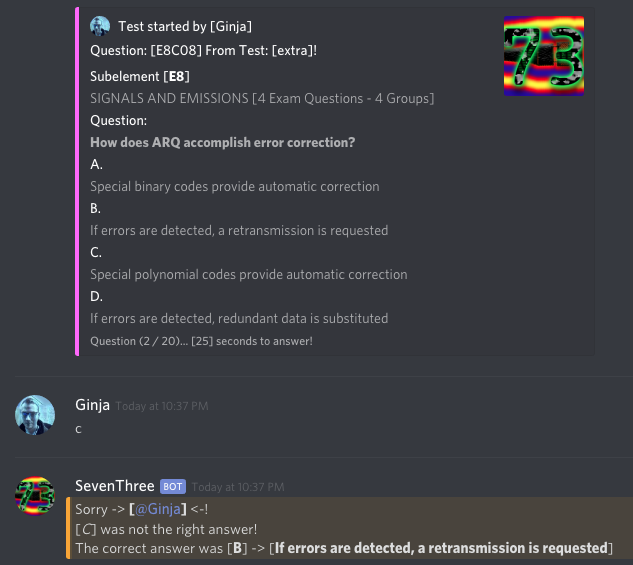 Test started by [Ginja]
73
Question: [E8C08] From Test: [extra]!
Subelement [E8]
SIGNALS AND EMISSIONS [4 Exam Questions - 4 Groups]
Question:
How does ARQ accomplish error correction?
A.
Special binary codes provide automatic correction
B.
If errors are detected, a retransmission is requested
C.
Special polynomial codes provide automatic correction
D.
If errors are detected, redundant data is substituted
Question (2 / 20)... [25] seconds to answer!
Ginja Today at 10:37 PM
c
73
SevenThree BOT Today at 10:37 PM
Sorry -> [@Ginja] <-!
[C] was not the right answer!
The correct answer was [B] -> [If errors are detected, a retransmission is requested]